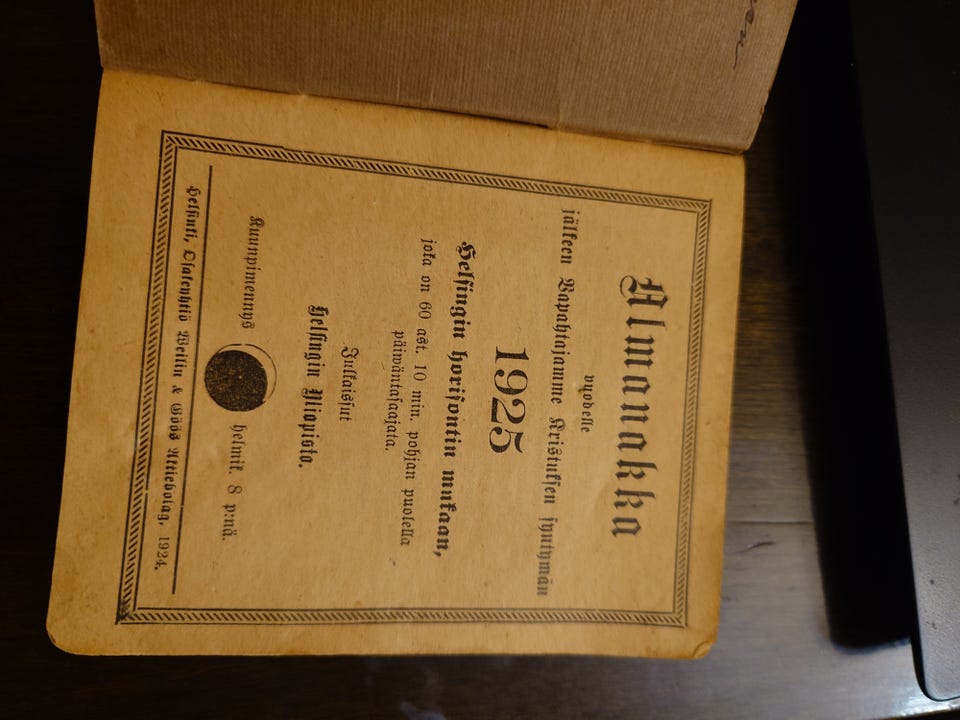 Almanakka
vuodelle
jälkeen Vapahtajamme Kristuksen syntymän
1925
Helsingin horisontin mukaan,
joka on 60 ast. 10 min. pohjan puolella
päiwäntasaajata.
Julkaissut
Helsingin Yliopisto.
Kuunpimennys helmik. 8 p:nä.
Helsinki, Osakeyhtiö Weilin & Göös Aktiebolag, 1924.